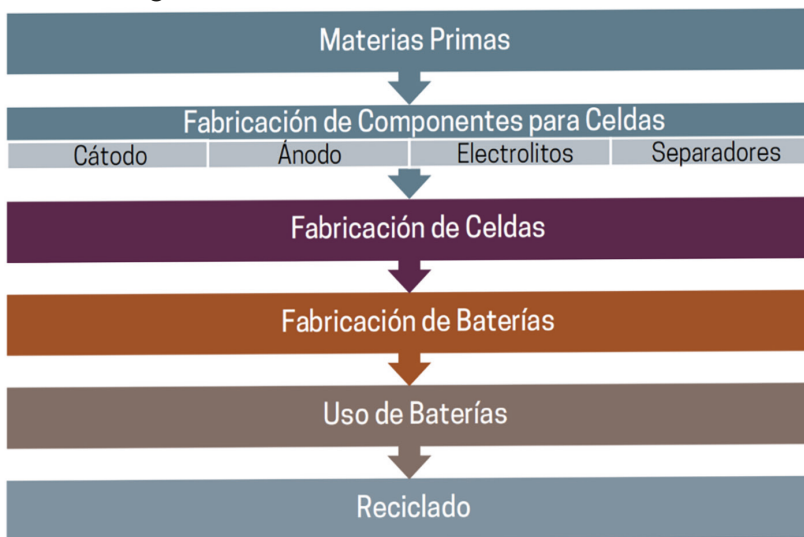 Materias Primas
Fabricación de Componentes para Celdas
Cátodo Ánodo Electrolitos Separadores
Fabricación de Celdas
Fabricación de Baterías
Uso de Baterías
Reciclado